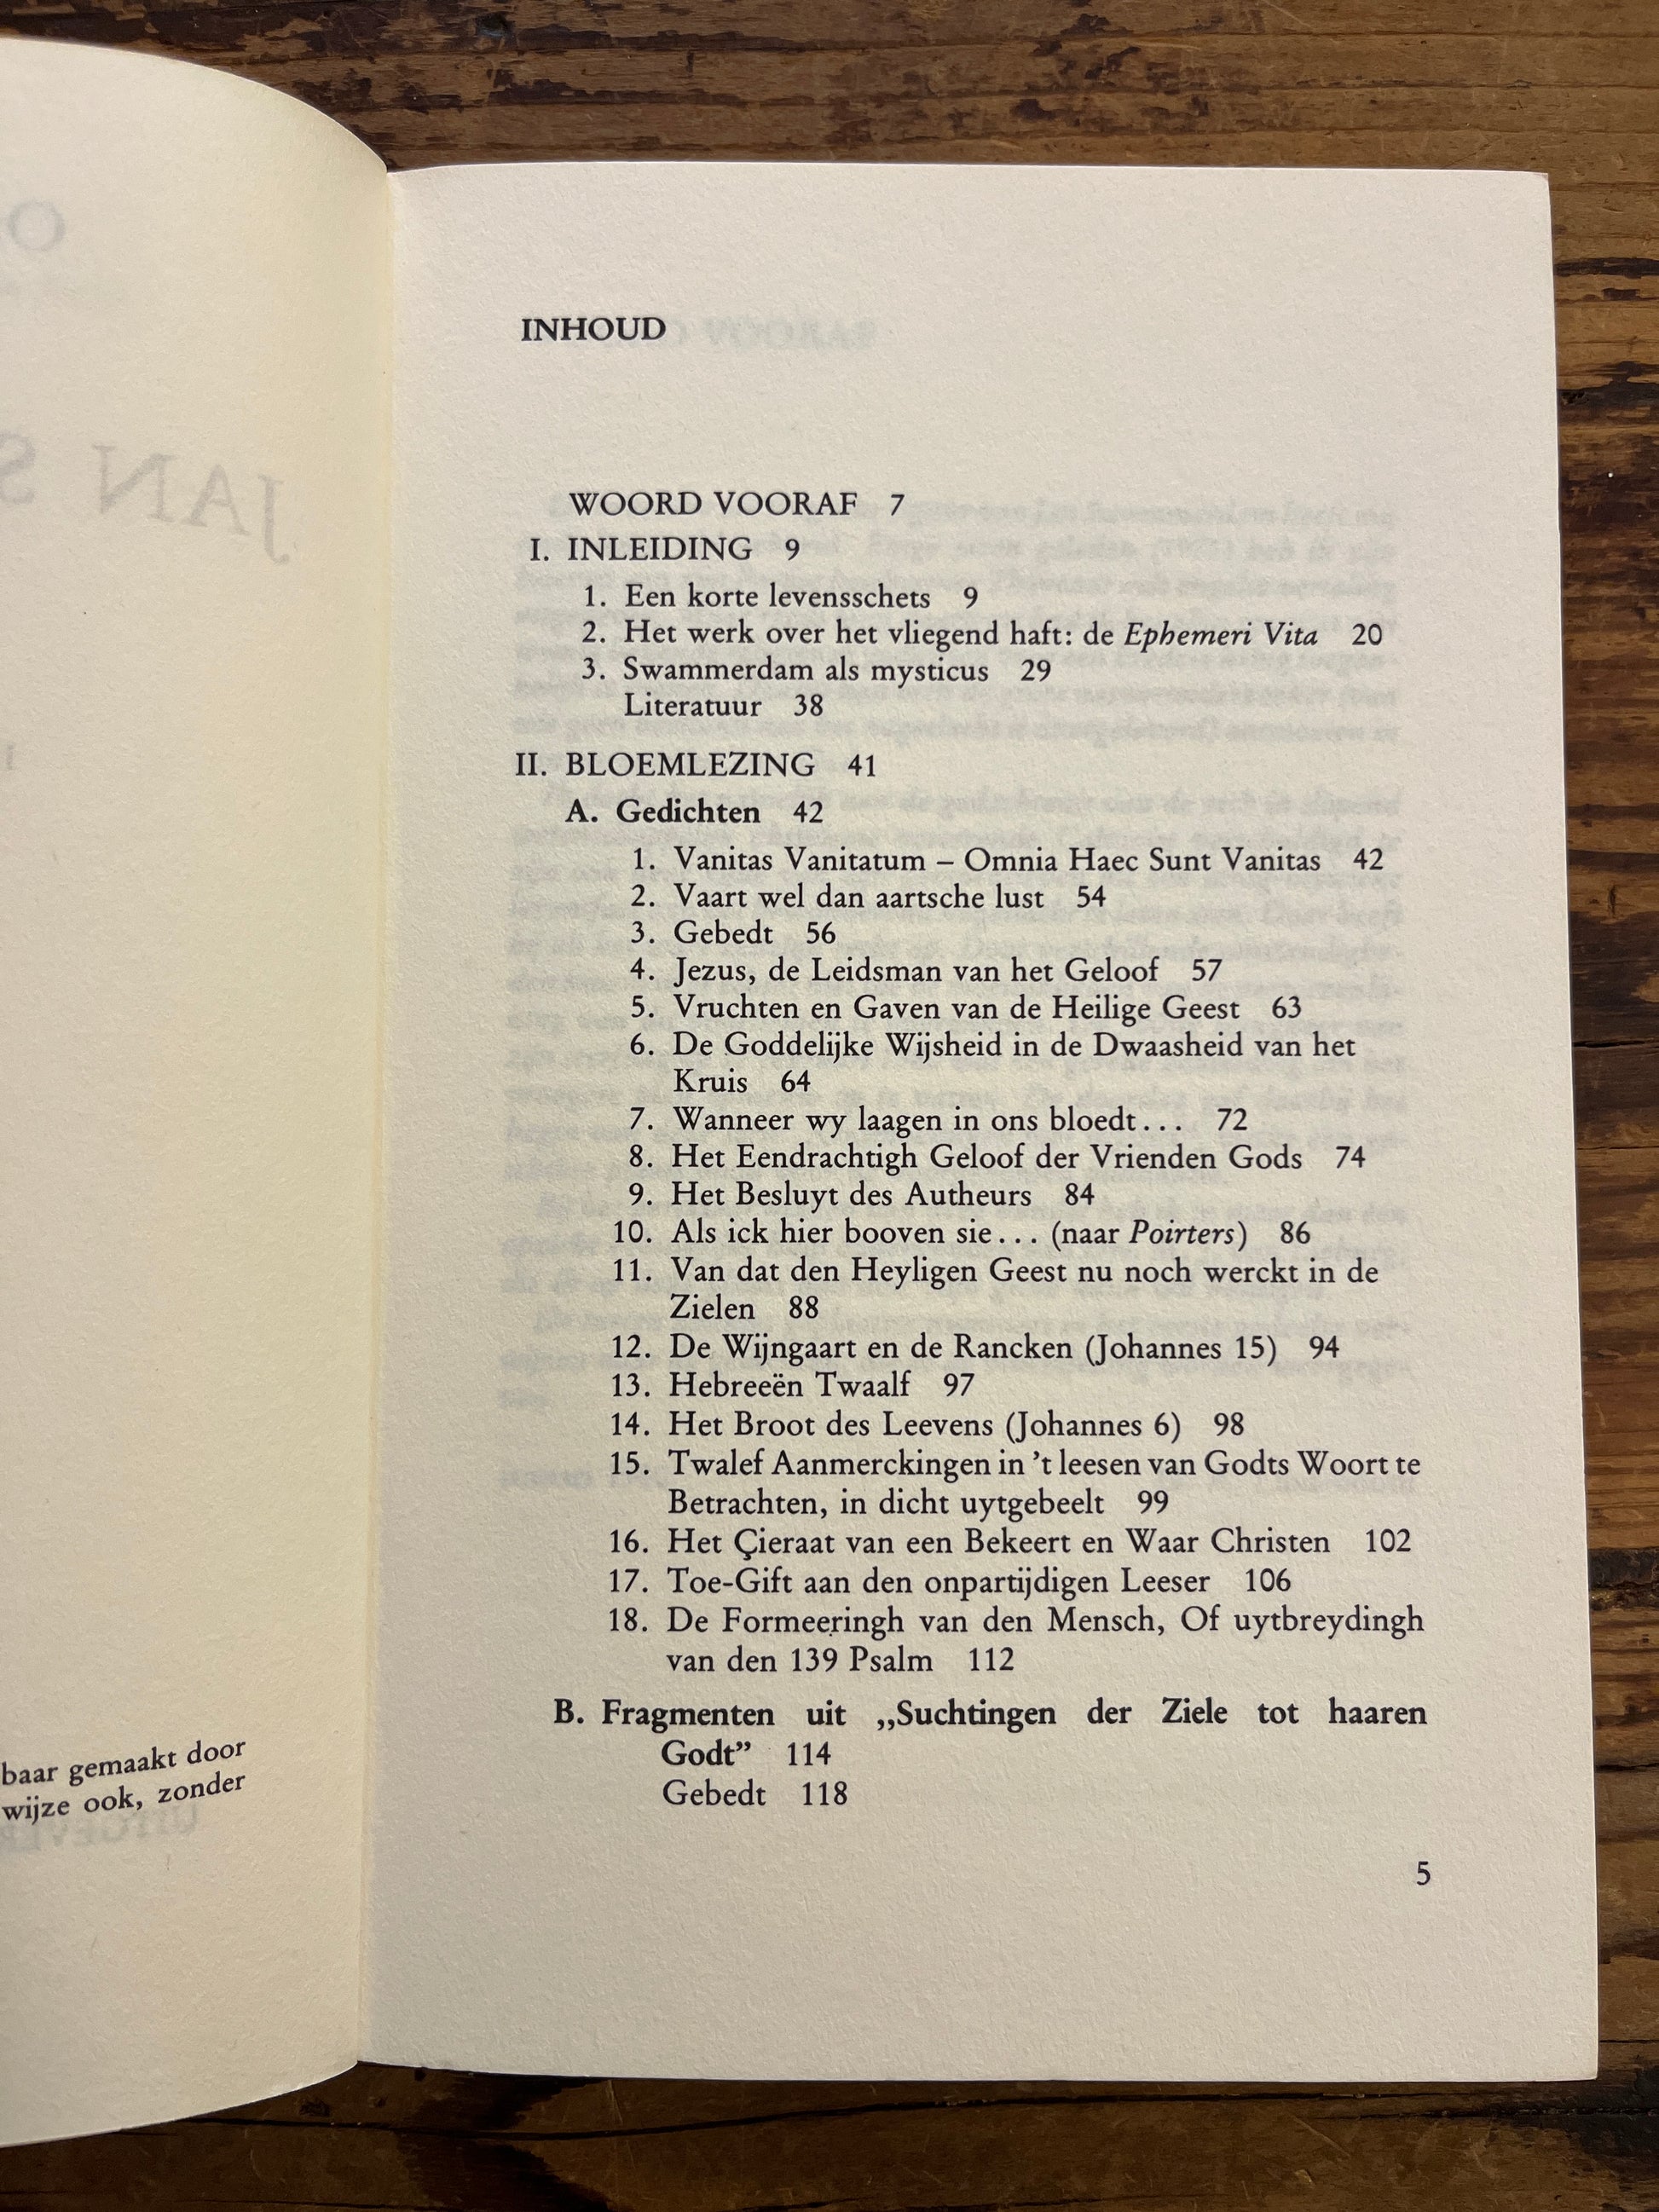 baar gemaakt door
wijze ook, zonder
INHOUD
WOORD VOORAF 7
I. INLEIDING 9
1. Een korte levensschets 9
2. Het werk over het vliegend haft: de Ephemeri Vita 20
3. Swammerdam als mysticus 29
Literatuur 38
II. BLOEMLEZING 41
A. Gedichten 42
1. Vanitas Vanitatum – Omnia Haec Sunt Vanitas 42
2. Vaart wel dan aartsche lust 54
3. Gebedt 56
4. Jezus, de Leidsman van het Geloof 57
5. Vruchten en Gaven van de Heilige Geest 63
6. De Goddelijke Wijsheid in de Dwaasheid van het
Kruis 64
7. Wanneer wy laagen in ons bloedt... 72
8. Het Eendrachtigh Geloof der Vrienden Gods 74
9. Het Besluyt des Autheurs 84
10. Als ick hier booven sie... (naar Poirters) 86
11. Van dat den Heyligen Geest nu noch werckt in de
Zielen 88
12. De Wijngaart en de Rancken (Johannes 15) 94
13. Hebreeën Twaalf 97
14. Het Broot des Leevens (Johannes 6) 98
15. Twalef Aanmerckingen in 't leesen van Godts Woort te
Betrachten, in dicht uytgebeelt 99
16. Het Çieraat van een Bekeert en Waar Christen 102
17. Toe-Gift aan den onpartijdigen Leeser 106
18. De Formeeringh van den Mensch, Of uytbreydingh
van den 139 Psalm 112
B. Fragmenten uit „Suchtingen der Ziele tot haaren
Godt” 114
Gebedt 118
5